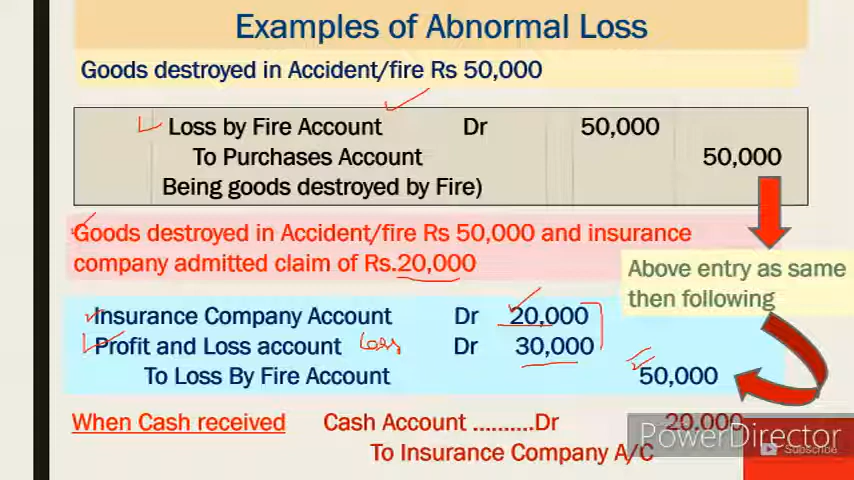 Examples of Abnormal Loss
Goods destroyed in Accident/fire Rs 50,000
Loss by Fire Account Dr 50,000
To Purchases Account 50,000
Being goods destroyed by Fire)
Goods destroyed in Accident/fire Rs 50,000 and insurance
company admitted claim of Rs.20,000
Above entry as same
then following
Insurance Company Account Dr 20,000
Profit and Loss account Loss Dr 30,000
To Loss By Fire Account 50,000
When Cash received Cash Account ..........Dr 20,000
To Insurance Company A/C
PowerDirector
Subscribe